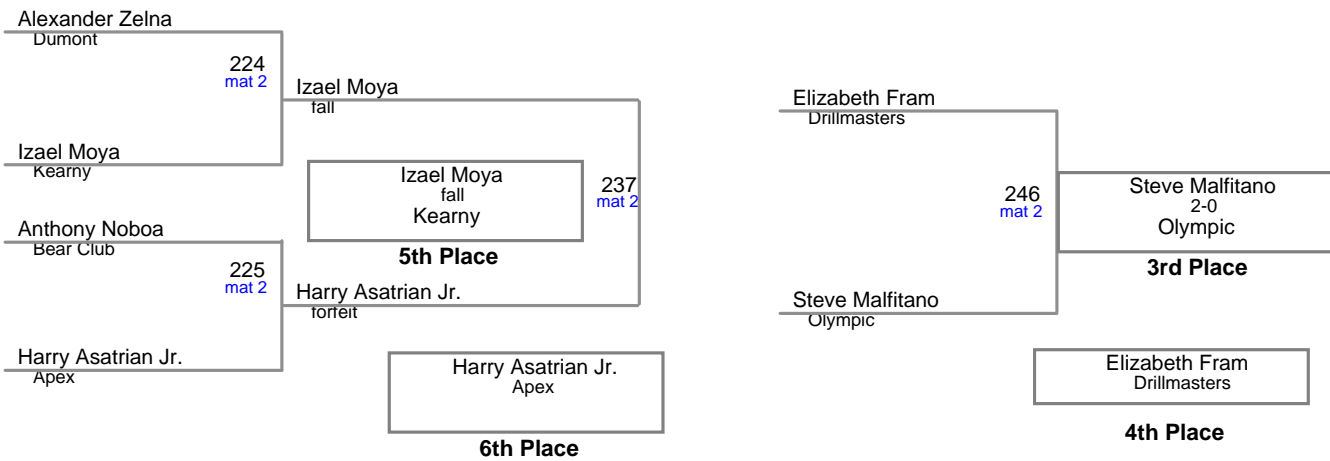 Alexander Zelna
Dumont
224
mat 2
Izael Moya
fall
Izael Moya
Kearny
Izael Moya
fall
Kearny
5th Place
237
mat 2
Anthony Noboa
Bear Club
225
mat 2
Harry Asatrian Jr.
forfeit
Harry Asatrian Jr.
Apex
Harry Asatrian Jr.
Apex
6th Place
Elizabeth Fram
Drillmasters
246
mat 2
Steve Malfitano
2-0
Olympic
3rd Place
Steve Malfitano
Olympic
Elizabeth Fram
Drillmasters
4th Place